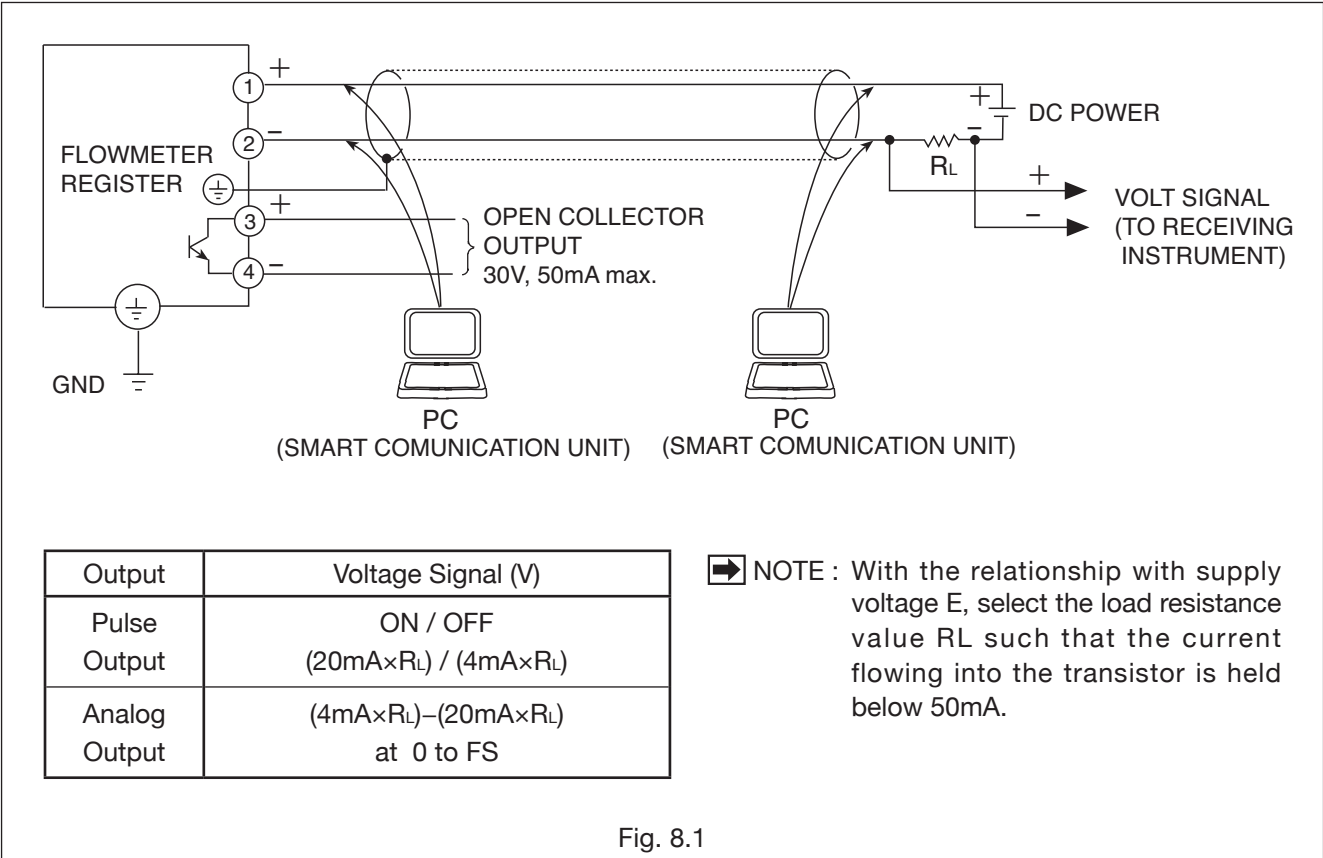 1
+
2
−
FLOWMETER
REGISTER
3
+
4
−
GND
OPEN COLLECTOR
OUTPUT
30V, 50mA max.
+
−
DC POWER
RL
+
−
VOLT SIGNAL
(TO RECEIVING
INSTRUMENT)
PC
(SMART COMUNICATION UNIT)
PC
(SMART COMUNICATION UNIT)
Output
Voltage Signal (V)
Pulse
Output
ON / OFF
(20mA×RL) / (4mA×RL)
Analog
Output
(4mA×RL)−(20mA×RL)
at 0 to FS
NOTE : With the relationship with supply
voltage E, select the load resistance
value RL such that the current
flowing into the transistor is held
below 50mA.
Fig. 8.1